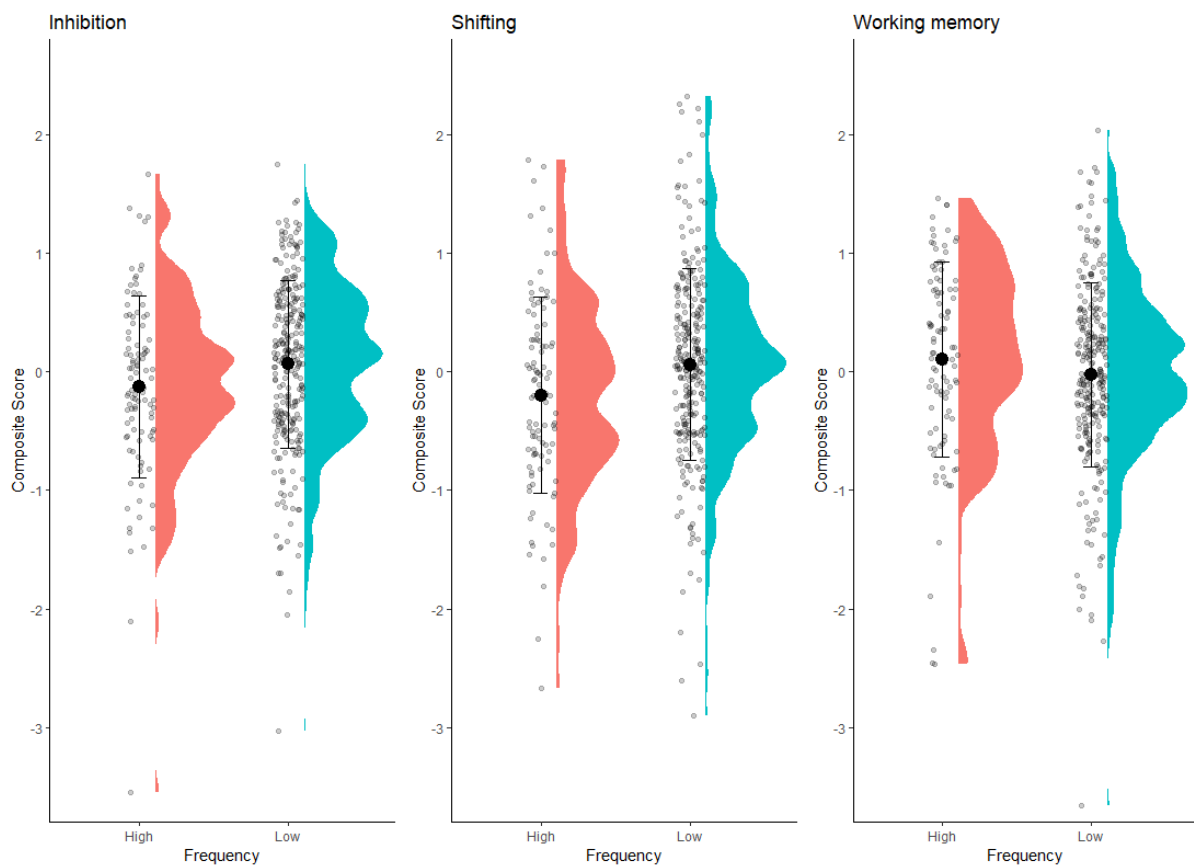 Inhibition
Composite Score
2
1
0
-1
-2
-3
High
Low
Frequency
Shifting
Composite Score
2
1
0
-1
-2
-3
High
Low
Frequency
Working memory
Composite Score
2
1
0
-1
-2
-3
High
Low
Frequency